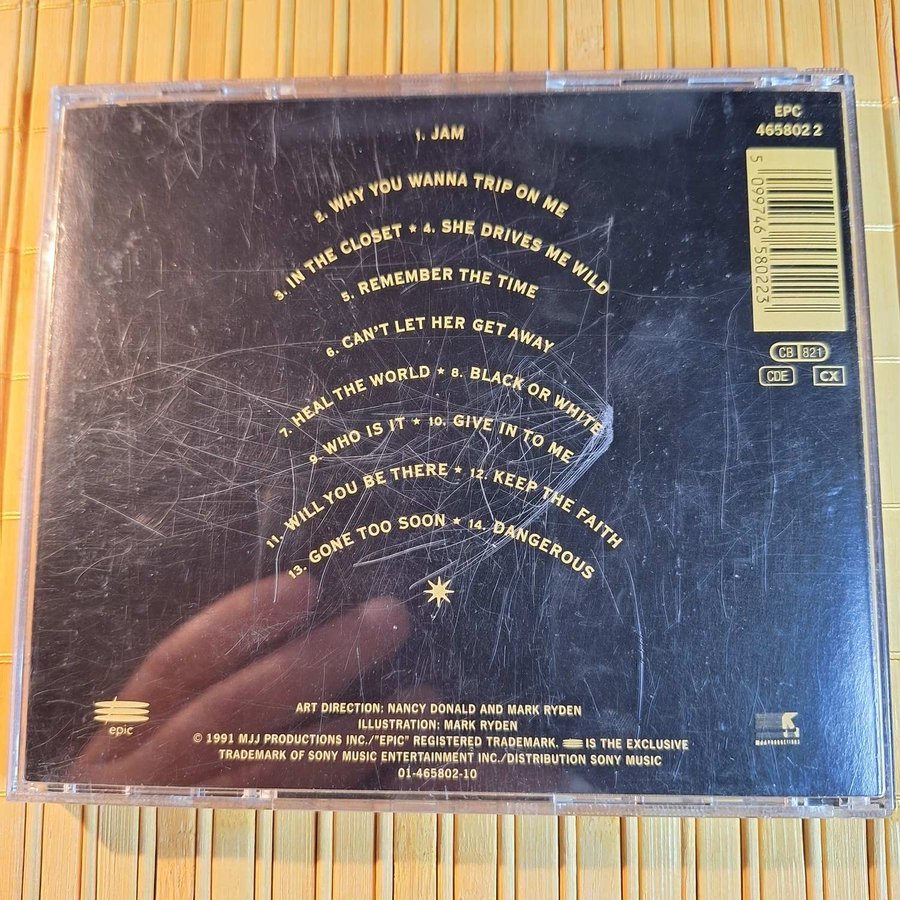 1. JAM
2. WHY YOU WANNA TRIP ON ME
3. IN THE CLOSET ★ 4. SHE DRIVES ME WILD
5. REMEMBER THE TIME
6. CAN'T LET HER GET AWAY
7. HEAL THE WORLD ★ 8. BLACK OR WHITE
9. WHO IS IT ★ 10. GIVE IN TO ME
11. WILL YOU BE THERE ★ 12. KEEP THE FAITH
13. GONE TOO SOON ★ 14. DANGEROUS
EPC
465802 2
5 099746 580223
CB 821
CDE CX
epic
ART DIRECTION: NANCY DONALD AND MARK RYDEN
ILLUSTRATION: MARK RYDEN
© 1991 MJJ PRODUCTIONS INC./"EPIC" REGISTERED TRADEMARK. IS THE EXCLUSIVE
TRADEMARK OF SONY MUSIC ENTERTAINMENT INC./DISTRIBUTION SONY MUSIC
01-465802-10
MJJ PRODUCTIONS